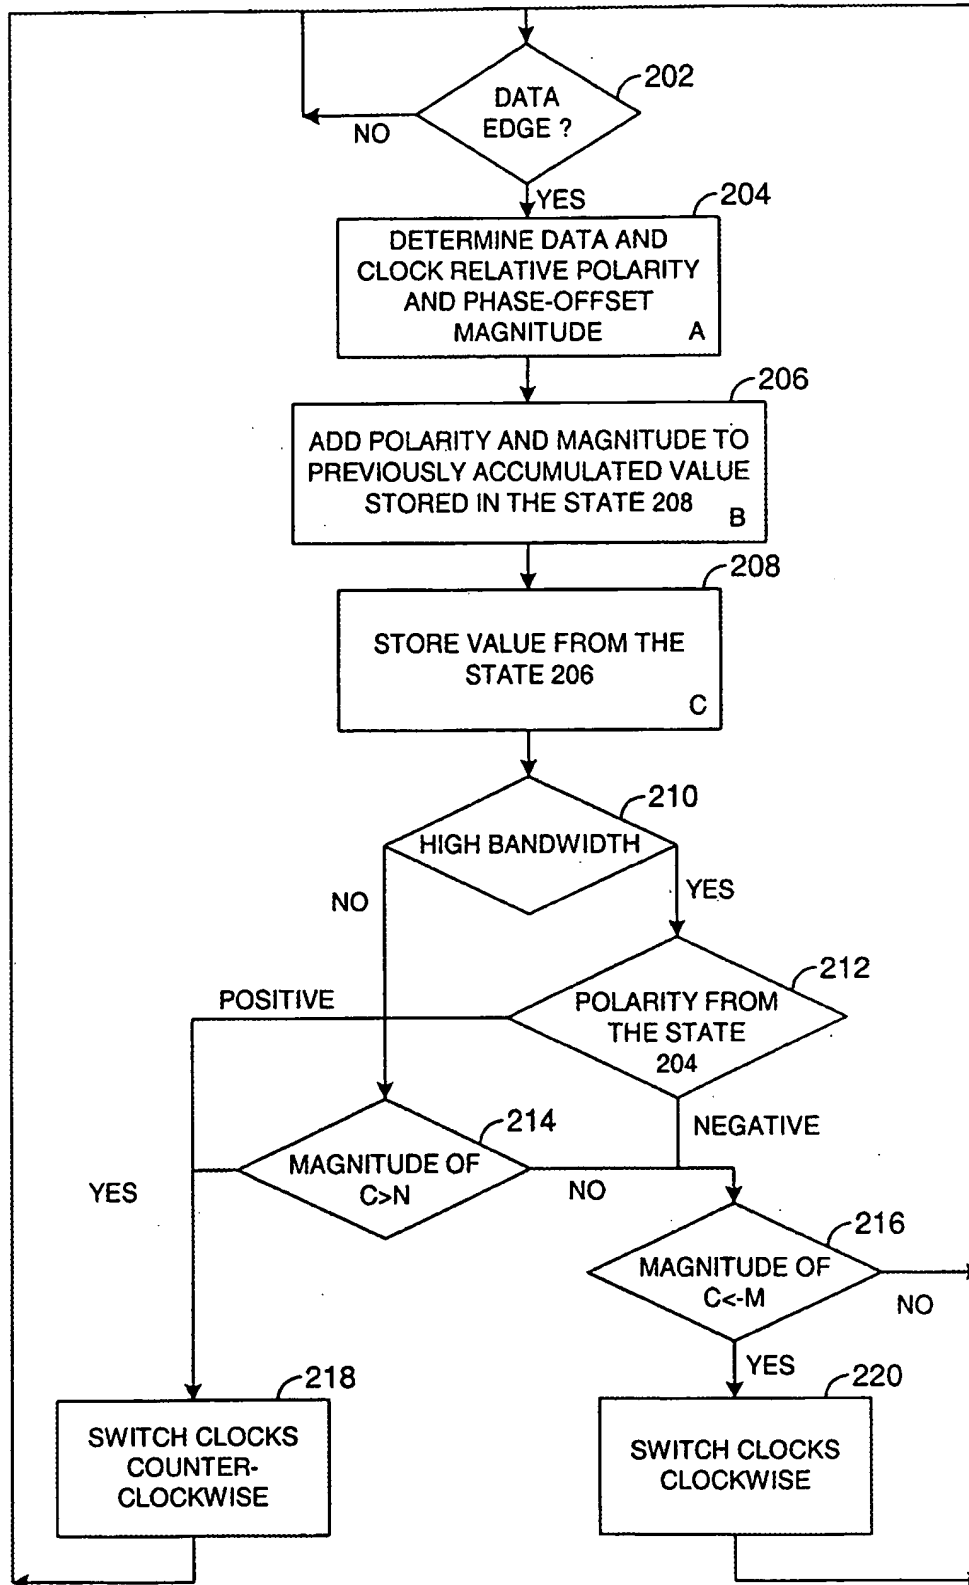 202
DATA
EDGE ?
NO
YES
204
DETERMINE DATA AND
CLOCK RELATIVE POLARITY
AND PHASE-OFFSET
MAGNITUDE
A
206
ADD POLARITY AND MAGNITUDE TO
PREVIOUSLY ACCUMULATED VALUE
STORED IN THE STATE 208
B
208
STORE VALUE FROM THE
STATE 206
C
210
HIGH BANDWIDTH
NO
YES
212
POSITIVE
POLARITY FROM
THE STATE
204
NEGATIVE
214
MAGNITUDE OF
C>N
YES
NO
216
MAGNITUDE OF
C<-M
NO
YES
218
SWITCH CLOCKS
COUNTER-
CLOCKWISE
220
SWITCH CLOCKS
CLOCKWISE